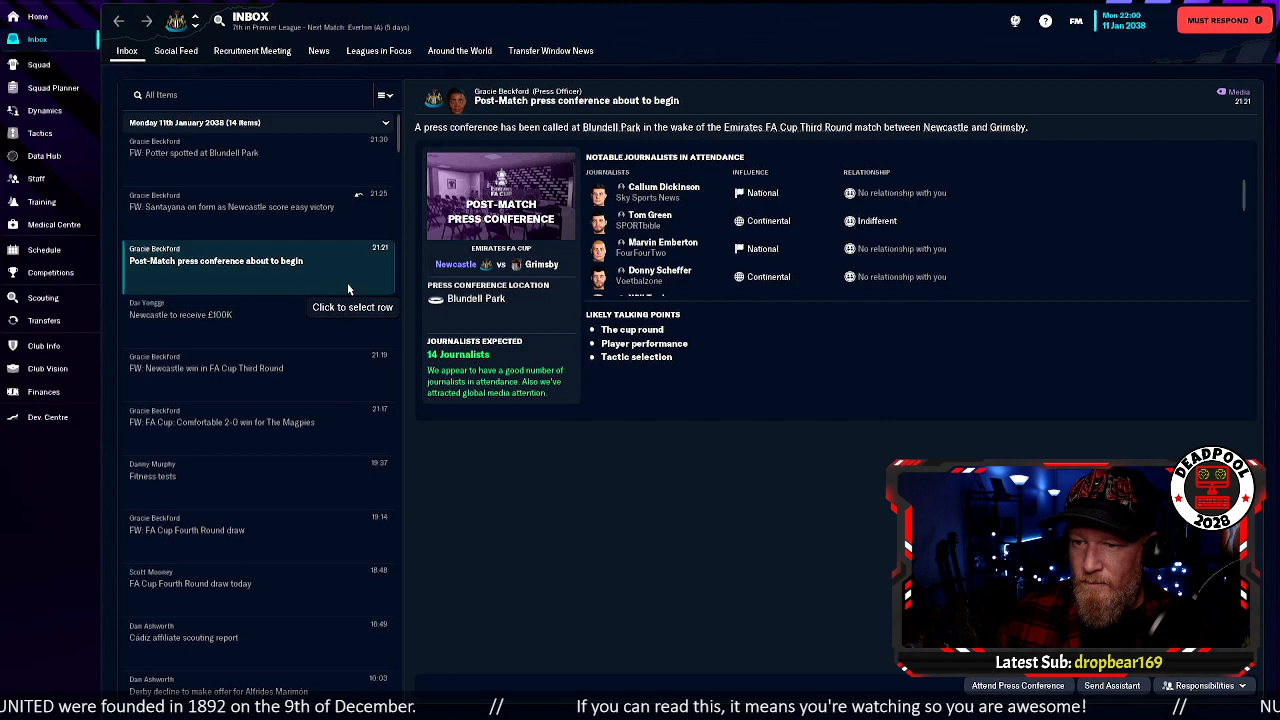 Home
Inbox
Squad
Squad Planner
Dynamics
Tactics
Data Hub
Staff
Training
Medical Centre
Schedule
Competitions
Scouting
Transfers
Club Info
Club Vision
Finances
Dev. Centre
INBOX
7th in Premier League - Next Match: Everton (A) (5 days)
FM
Mon 22:00
11 Jan 2038
MUST RESPOND
Inbox
Social Feed
Recruitment Meeting
News
Leagues in Focus
Around the World
Transfer Window News
All Items
Monday 11th January 2038 (14 Items)
Gracie Beckford 21:30
FW: Potter spotted at Blundell Park
Gracie Beckford 21:25
FW: Santayana on form as Newcastle score easy victory
Gracie Beckford 21:21
Post-Match press conference about to begin
Click to select row
Dai Yongge
Newcastle to receive £100K
Gracie Beckford 21:19
FW: Newcastle win in FA Cup Third Round
Gracie Beckford 21:17
FW: FA Cup: Comfortable 2-0 win for The Magpies
Danny Murphy 19:37
Fitness tests
Gracie Beckford 19:14
FW: FA Cup Fourth Round draw
Scott Mooney 18:48
FA Cup Fourth Round draw today
Dan Ashworth 16:49
Cádiz affiliate scouting report
Dan Ashworth 10:03
Derby decline to make offer for Alfrides Marimón
Gracie Beckford (Press Officer)
Post-Match press conference about to begin
Media
21:21
A press conference has been called at Blundell Park in the wake of the Emirates FA Cup Third Round match between Newcastle and Grimsby.
EMIRATES FA CUP
POST-MATCH
PRESS CONFERENCE
EMIRATES FA CUP
Newcastle vs Grimsby
PRESS CONFERENCE LOCATION
Blundell Park
JOURNALISTS EXPECTED
14 Journalists
We appear to have a good number of
journalists in attendance. Also we've
attracted global media attention.
NOTABLE JOURNALISTS IN ATTENDANCE
JOURNALISTS INFLUENCE RELATIONSHIP
Callum Dickinson
Sky Sports News
National
No relationship with you
Tom Green
SPORTbible
Continental
Indifferent
Marvin Emberton
FourFourTwo
National
No relationship with you
Donny Scheffer
Voetbalzone
Continental
No relationship with you
LIKELY TALKING POINTS
The cup round
Player performance
Tactic selection
DEADPOOL
2028
Latest Sub: dropbear169
Attend Press Conference
Send Assistant
Responsibilities
UNITED were founded in 1892 on the 9th of December. // If you can read this, it means you're watching so you are awesome! // NU